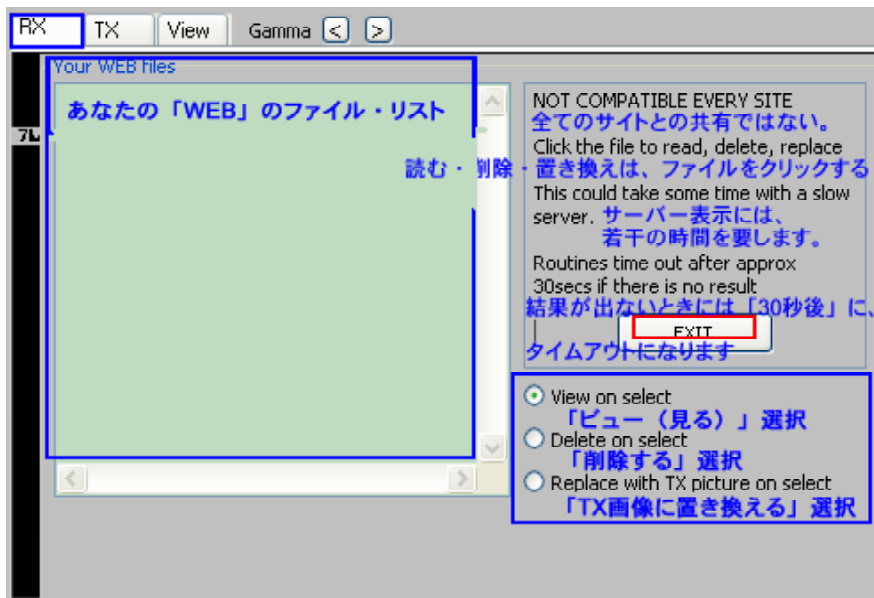 RX TX View Gamma < >
Your WEB files
あなたの「WEB」のファイル・リスト
NOT COMPATIBLE EVERY SITE
全てのサイトとの共有ではない。
Click the file to read, delete, replace
読む・削除・置き換えは、ファイルをクリックする
This could take some time with a slow
server. サーバー表示には、
若干の時間を要します。
Routines time out after approx
30secs if there is no result
結果が出ないときには「30秒後」に、
EXIT
タイムアウトになります
View on select
「ビュー（見る）」選択
Delete on select
「削除する」選択
Replace with TX picture on select
「TX画像に置き換える」選択